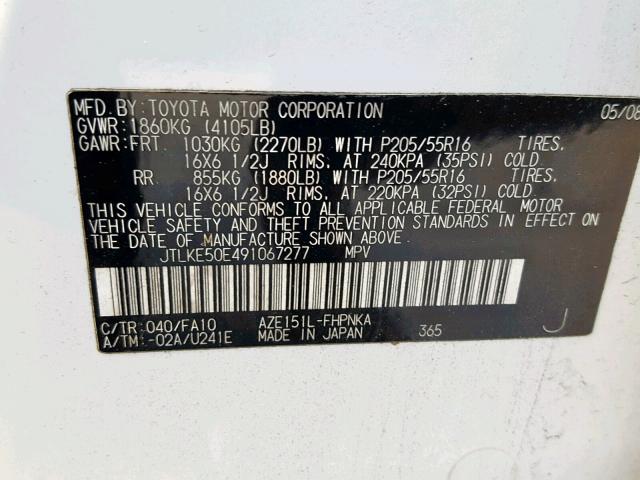 MFD.BY:TOYOTA MOTOR CORPORATION 05/08
GVWR:1860KG (4105LB)
GAWR:FRT. 1030KG (2270LB) WITH P205/55R16 TIRES,
16X6 1/2J RIMS, AT 240KPA (35PSI) COLD
RR. 855KG (1880LB) WITH P205/55R16 TIRES,
16X6 1/2J RIMS, AT 220KPA (32PSI) COLD.
THIS VEHICLE CONFORMS TO ALL APPLICABLE FEDERAL MOTOR
VEHICLE SAFETY AND THEFT PREVENTION STANDARDS IN EFFECT ON
THE DATE OF MANUFACTURE SHOWN ABOVE.
JTLKE50E491067277 MPV
C/TR:040/FA10 AZE151L-FHPNKA
A/TM:-02A/U241E MADE IN JAPAN 365 J